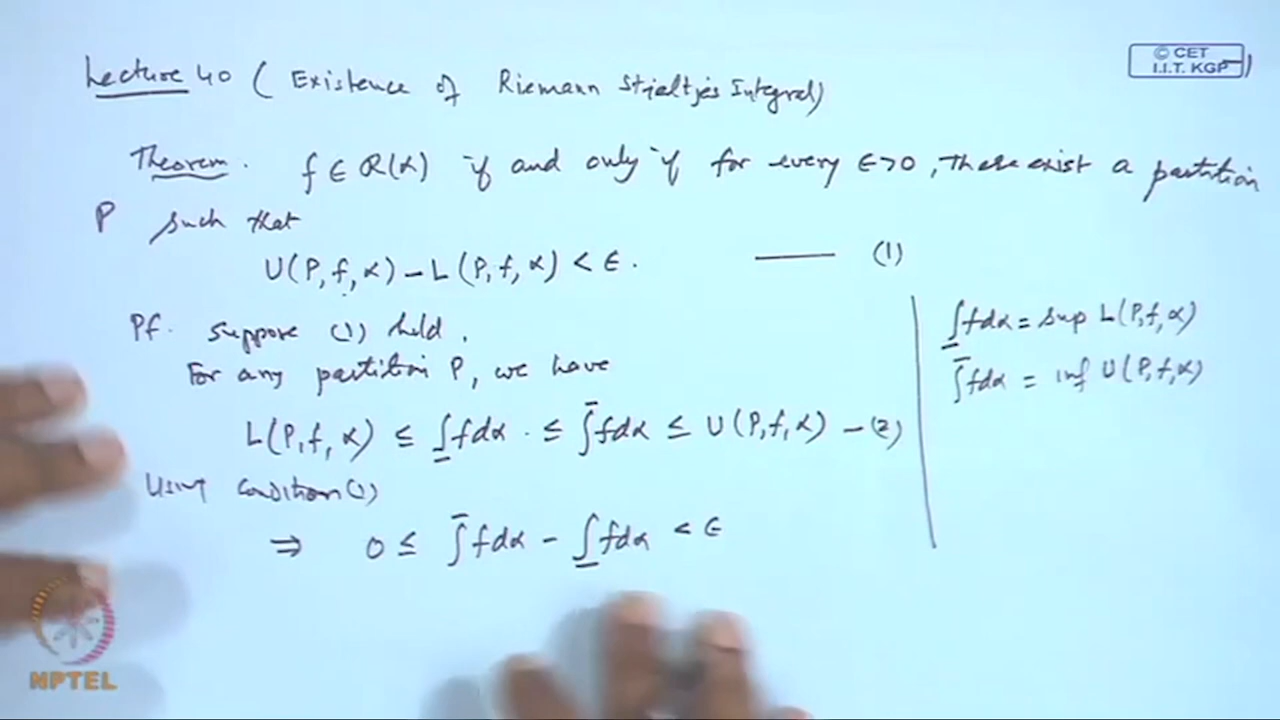 Lecture 40 ( Existence of Riemann Stieltjes Integral)
© CET
I.I.T. KGP
Theorem. f ∈ R(α) if and only if for every ∈>0, There exist a partition
P such that
U(P, f, α) - L(P, f, α) < ∈. —— (1)
Pf. Suppose (1) hold.
For any partition P, we have
L(P, f, α) ≤ ∫̲ f dα ≤ ∫̄ f dα ≤ U(P, f, α) - (2)
Using Condition (1)
⇒ 0 ≤ ∫̄ f dα - ∫̲ f dα < ∈
∫̲ f dα = sup L(P, f, α)
∫̄ f dα = inf U(P, f, α)
NPTEL